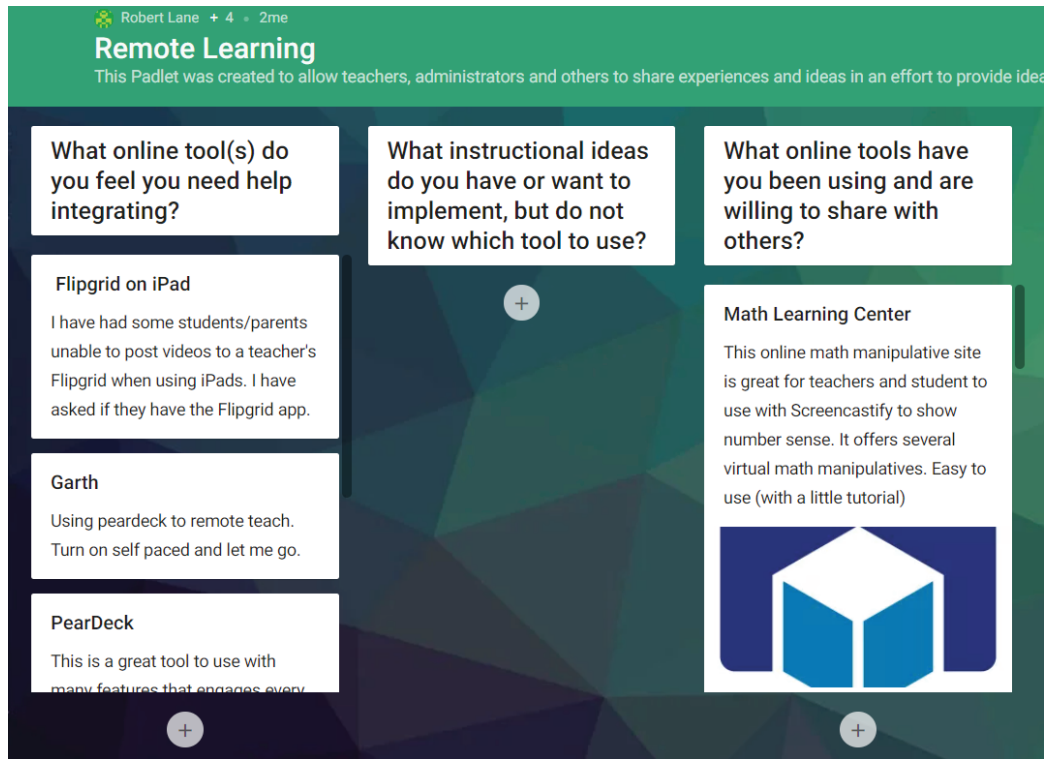 Robert Lane + 4 • 2me
Remote Learning
This Padlet was created to allow teachers, administrators and others to share experiences and ideas in an effort to provide idea
What online tool(s) do
you feel you need help
integrating?
Flipgrid on iPad
I have had some students/parents
unable to post videos to a teacher's
Flipgrid when using iPads. I have
asked if they have the Flipgrid app.
Garth
Using peardeck to remote teach.
Turn on self paced and let me go.
PearDeck
This is a great tool to use with
many features that engages every
What instructional ideas
do you have or want to
implement, but do not
know which tool to use?
What online tools have
you been using and are
willing to share with
others?
Math Learning Center
This online math manipulative site
is great for teachers and student to
use with Screencastify to show
number sense. It offers several
virtual math manipulatives. Easy to
use (with a little tutorial)